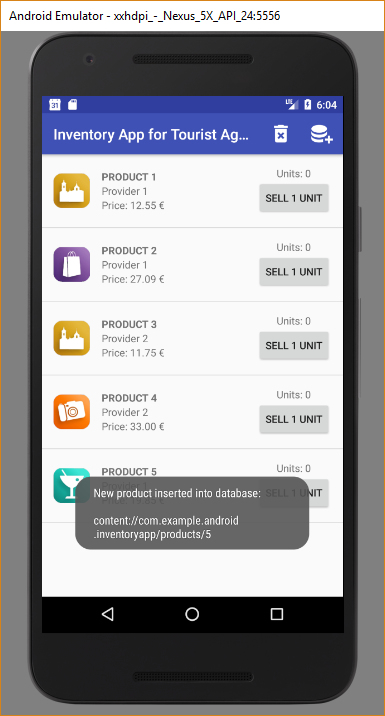 Android Emulator - xxhdpi_-_Nexus_5X_API_24:5556
31
LTE
6:04
Inventory App for Tourist Ag...
PRODUCT 1
Provider 1
Price: 12.55 €
Units: 0
SELL 1 UNIT
PRODUCT 2
Provider 1
Price: 27.09 €
Units: 0
SELL 1 UNIT
PRODUCT 3
Provider 2
Price: 11.75 €
Units: 0
SELL 1 UNIT
PRODUCT 4
Provider 2
Price: 33.00 €
Units: 0
SELL 1 UNIT
PRODUCT 5
Units: 0
SELL 1 UNIT
New product inserted into database:
content://com.example.android
.inventoryapp/products/5